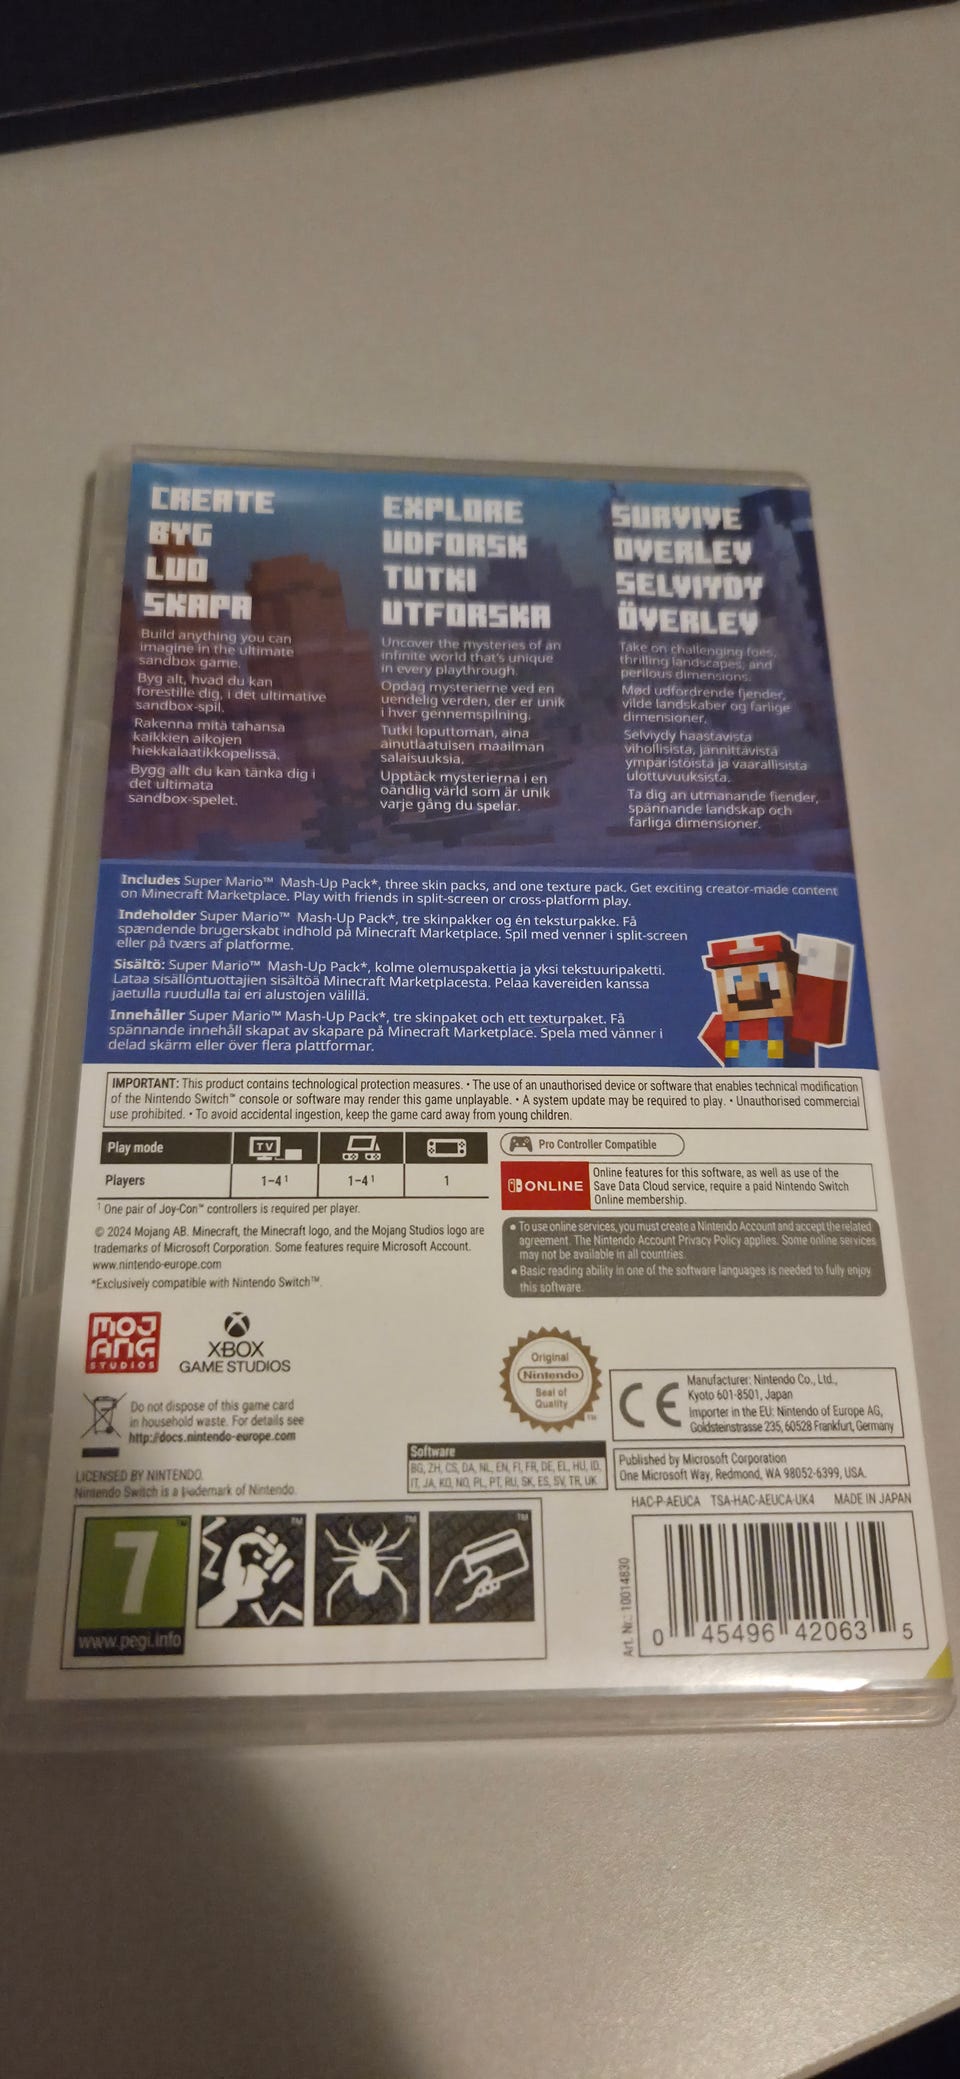 CREATE
BYG
LUO
SKAPA
Build anything you can
imagine in the ultimate
sandbox game.
Byg alt, hvad du kan
forestille dig, i det ultimative
sandbox-spil.
Rakenna mitä tahansa
kaikkien aikojen
hiekkalaatikkopelissä.
Bygg allt du kan tänka dig i
det ultimata
sandbox-spelet.
EXPLORE
UDFORSK
TUTKI
UTFORSKA
Uncover the mysteries of an
infinite world that's unique
in every playthrough.
Opdag mysterierne ved en
uendelig verden, der er unik
i hver gennemspilning.
Tutki loputtoman, aina
ainutlaatuisen maailman
salaisuuksia.
Upptäck mysterierna i en
oändlig värld som är unik
varje gång du spelar.
SURVIVE
OVERLEV
SELVIYDY
ÖVERLEV
Take on challenging foes,
thrilling landscapes, and
perilous dimensions.
Mød udfordrende fjender,
vilde landskaber og farlige
dimensioner.
Selviydy haastavista
vihollisista, jännittävistä
ympäristöistä ja vaarallisista
ulottuvuuksista.
Ta dig an utmanande fiender,
spännande landskap och
farliga dimensioner.
Includes Super Mario™ Mash-Up Pack*, three skin packs, and one texture pack. Get exciting creator-made content
on Minecraft Marketplace. Play with friends in split-screen or cross-platform play.
Indeholder Super Mario™ Mash-Up Pack*, tre skinpakker og én teksturpakke. Få
spændende brugerskabt indhold på Minecraft Marketplace. Spil med venner i split-screen
eller på tværs af platforme.
Sisältö: Super Mario™ Mash-Up Pack*, kolme olemuspakettia ja yksi tekstuuripaketti.
Lataa sisällöntuottajien sisältöä Minecraft Marketplacesta. Pelaa kavereiden kanssa
jaetulla ruudulla tai eri alustojen välillä.
Innehåller Super Mario™ Mash-Up Pack*, tre skinpaket och ett texturpaket. Få
spännande innehåll skapat av skapare på Minecraft Marketplace. Spela med vänner i
delad skärm eller över flera plattformar.
IMPORTANT: This product contains technological protection measures. • The use of an unauthorised device or software that enables technical modification
of the Nintendo Switch™ console or software may render this game unplayable. • A system update may be required to play. • Unauthorised commercial
use prohibited. • To avoid accidental ingestion, keep the game card away from young children.
Play mode TV
Players 1-4¹ 1-4¹ 1
¹ One pair of Joy-Con™ controllers is required per player.
© 2024 Mojang AB. Minecraft, the Minecraft logo, and the Mojang Studios logo are
trademarks of Microsoft Corporation. Some features require Microsoft Account.
www.nintendo-europe.com
*Exclusively compatible with Nintendo Switch™.
Pro Controller Compatible
ONLINE
Online features for this software, as well as use of the
Save Data Cloud service, require a paid Nintendo Switch
Online membership.
• To use online services, you must create a Nintendo Account and accept the related
agreement. The Nintendo Account Privacy Policy applies. Some online services
may not be available in all countries.
• Basic reading ability in one of the software languages is needed to fully enjoy
this software.
MOJ
ANG
STUDIOS
XBOX
GAME STUDIOS
Original
Nintendo
Seal of
Quality
TM
CE
Manufacturer: Nintendo Co., Ltd.,
Kyoto 601-8501, Japan
Importer in the EU: Nintendo of Europe AG,
Goldsteinstrasse 235, 60528 Frankfurt, Germany
Do not dispose of this game card
in household waste. For details see
http://docs.nintendo-europe.com
LICENSED BY NINTENDO.
Nintendo Switch is a trademark of Nintendo.
Software
BG, ZH, CS, DA, NL, EN, FI, FR, DE, EL, HU, ID,
IT, JA, KO, NO, PL, PT, RU, SK, ES, SV, TR, UK
Published by Microsoft Corporation
One Microsoft Way, Redmond, WA 98052-6399, USA.
HAC-P-AEUCA TSA-HAC-AEUCA-UK4 MADE IN JAPAN
7
TM
TM
TM
TM
www.pegi.info
Art. Nr.: 10014830
0 45496 42063 5